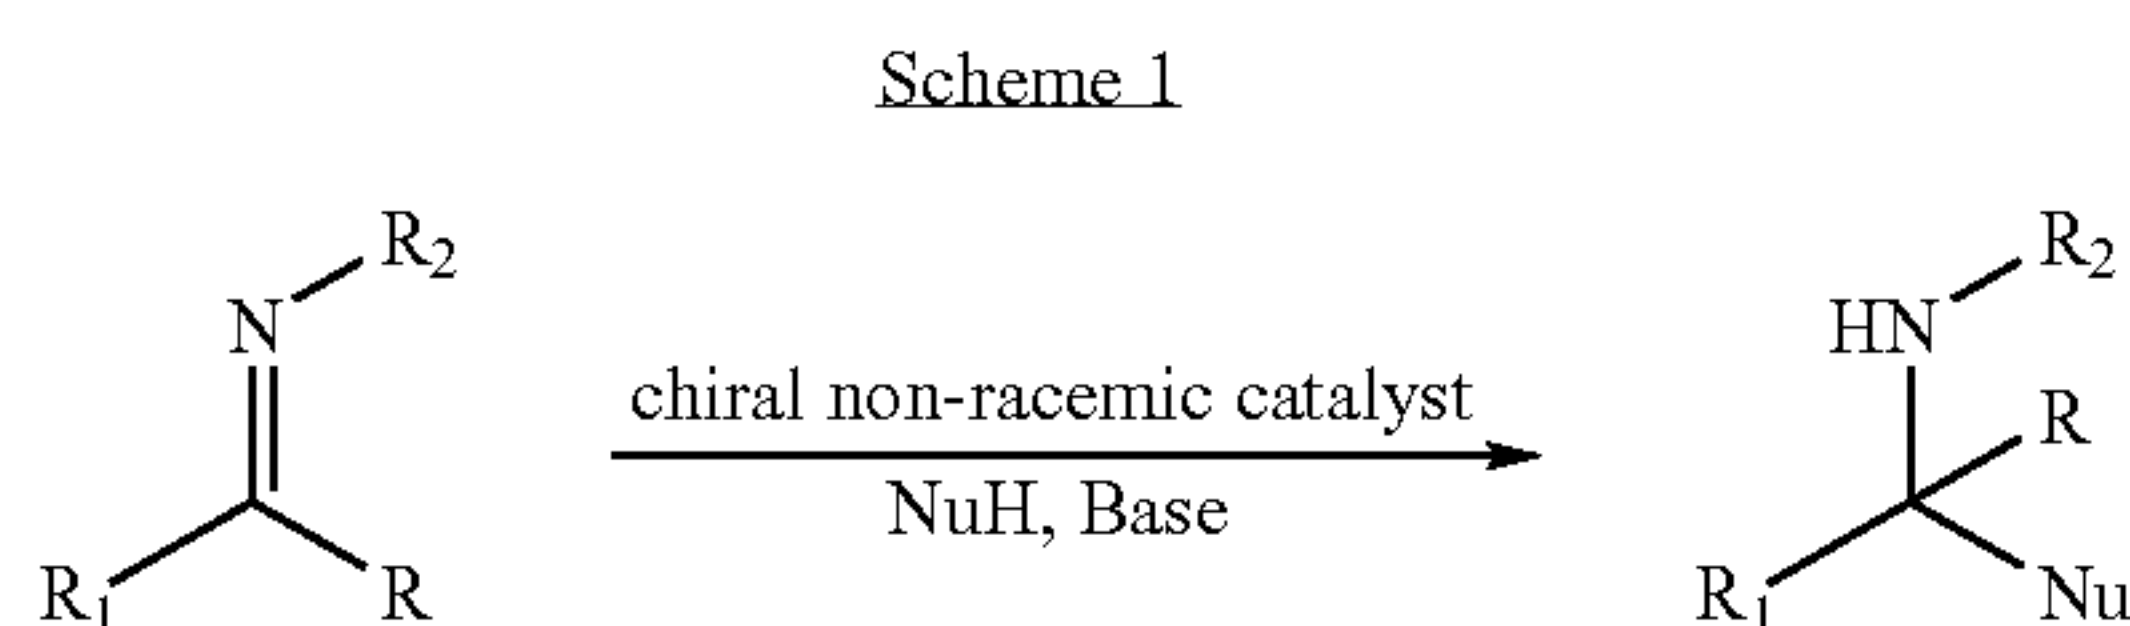 Scheme 1
R2
R2
N
HN
chiral non-racemic catalyst
R
NuH, Base
R1
R
R1
Nu